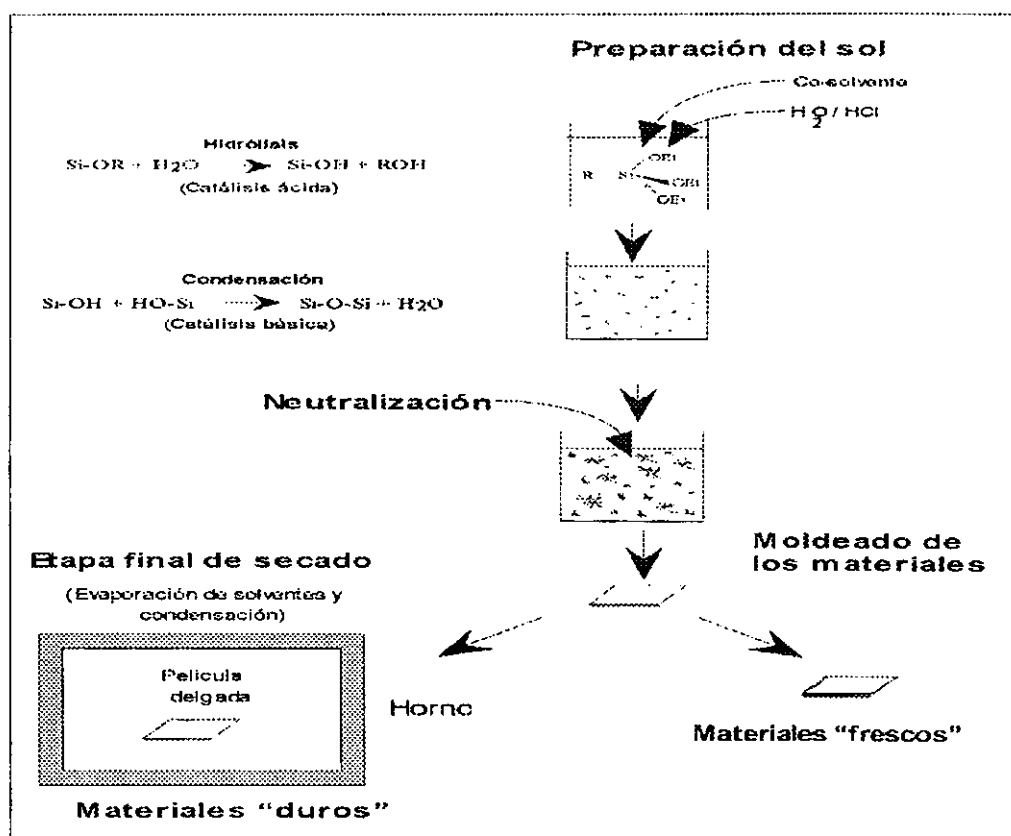 Preparación del sol
Co-solvente
H2O / HCl
Hidrólisis
Si-OR + H2O Si-OH + ROH
(Catálisis ácida)
OEt
R Si
OEt
OEt
Condensación
Si-OH + HO-Si Si-O-Si + H2O
(Catálisis básica)
Neutralización
Moldeado de
los materiales
Etapa final de secado
(Evaporación de solventes y
condensación)
Película
delgada
Horno
Materiales "frescos"
Materiales "duros"